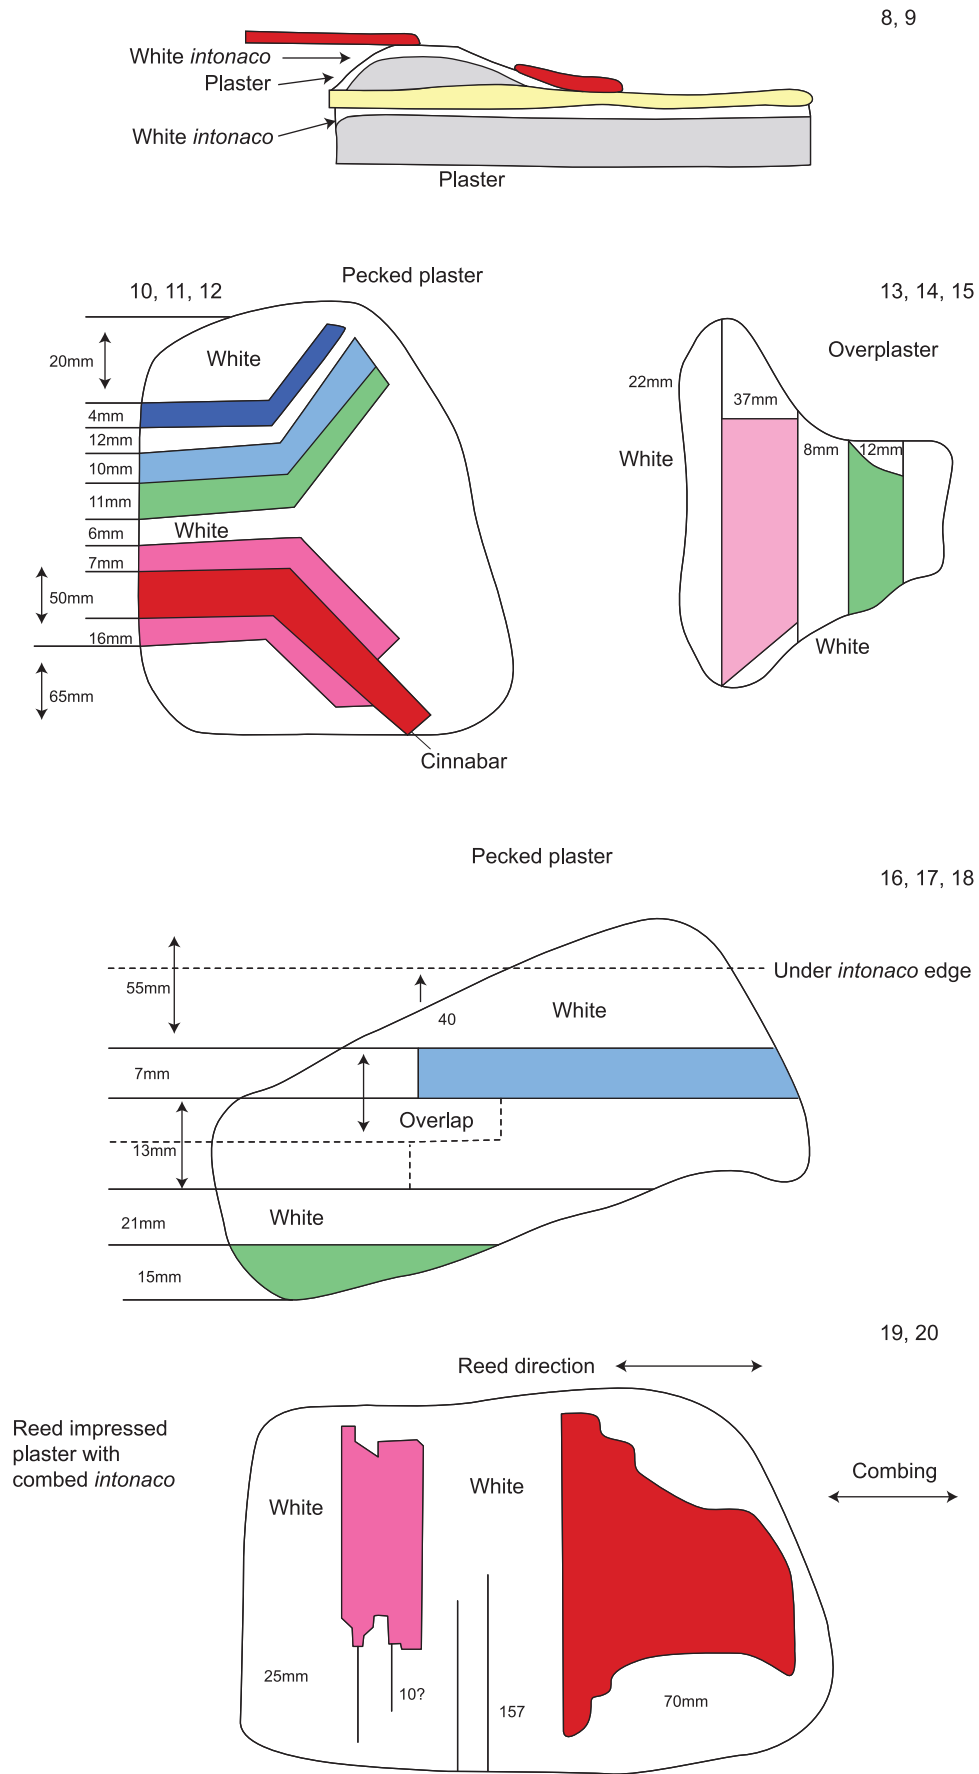 8, 9
White intonaco
Plaster
White intonaco
Plaster
Pecked plaster
10, 11, 12
White
20mm
4mm
12mm
10mm
11mm
White
6mm
7mm
50mm
16mm
65mm
Cinnabar
13, 14, 15
Overplaster
22mm
37mm
White
8mm
12mm
White
Pecked plaster
16, 17, 18
Under intonaco edge
55mm
40
White
7mm
Overlap
13mm
White
21mm
15mm
19, 20
Reed direction
Reed impressed
plaster with
combed intonaco
White
White
Combing
25mm
10?
157
70mm